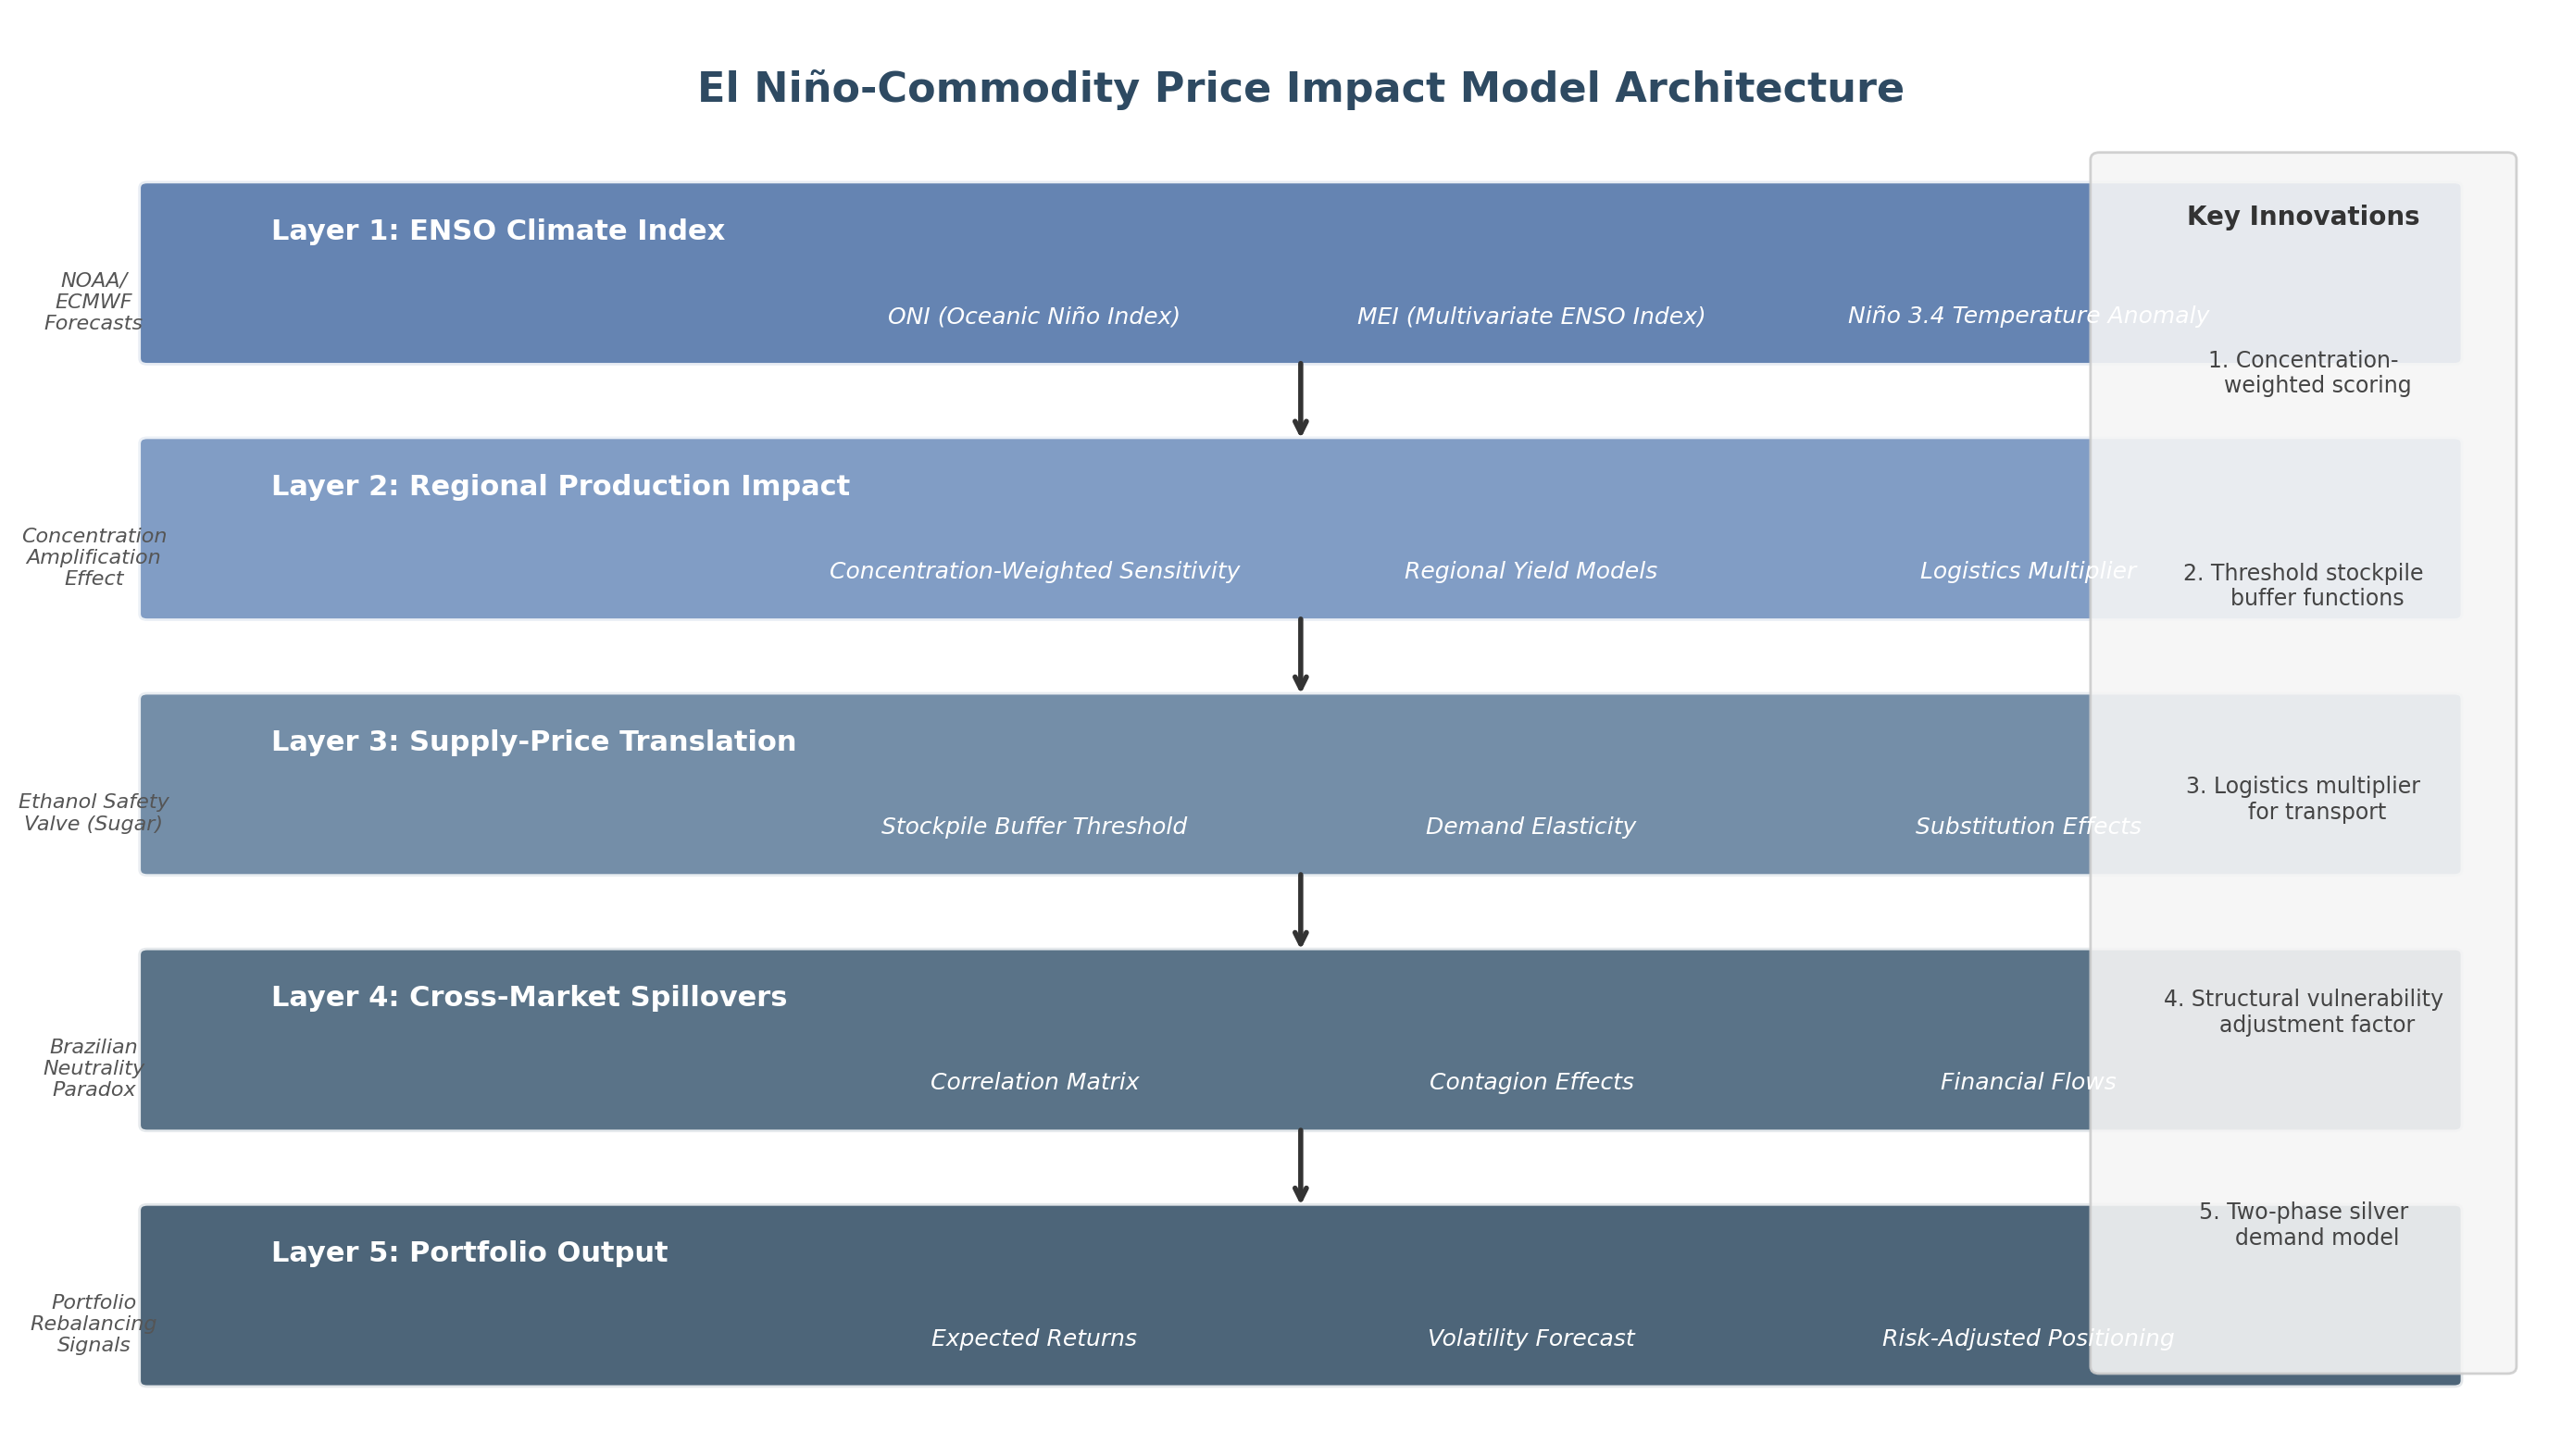 El Niño-Commodity Price Impact Model Architecture
Layer 1: ENSO Climate Index
NOAA/
ECMWF
Forecasts
ONI (Oceanic Niño Index)
MEI (Multivariate ENSO Index)
Niño 3.4 Temperature Anomaly
Layer 2: Regional Production Impact
Concentration
Amplification
Effect
Concentration-Weighted Sensitivity
Regional Yield Models
Logistics Multiplier
Layer 3: Supply-Price Translation
Ethanol Safety
Valve (Sugar)
Stockpile Buffer Threshold
Demand Elasticity
Substitution Effects
Layer 4: Cross-Market Spillovers
Brazilian
Neutrality
Paradox
Correlation Matrix
Contagion Effects
Financial Flows
Layer 5: Portfolio Output
Portfolio
Rebalancing
Signals
Expected Returns
Volatility Forecast
Risk-Adjusted Positioning
Key Innovations
1. Concentration-
weighted scoring
2. Threshold stockpile
buffer functions
3. Logistics multiplier
for transport
4. Structural vulnerability
adjustment factor
5. Two-phase silver
demand model